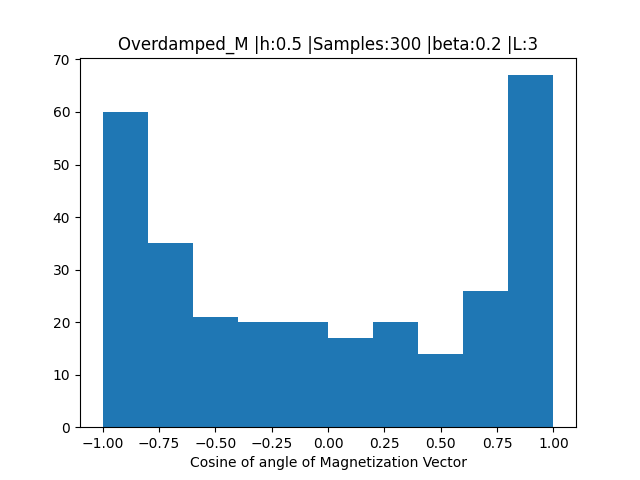 Overdamped_M |h:0.5 |Samples:300 |beta:0.2 |L:3
70
60
50
40
30
20
10
0
−1.00 −0.75 −0.50 −0.25 0.00 0.25 0.50 0.75 1.00
Cosine of angle of Magnetization Vector